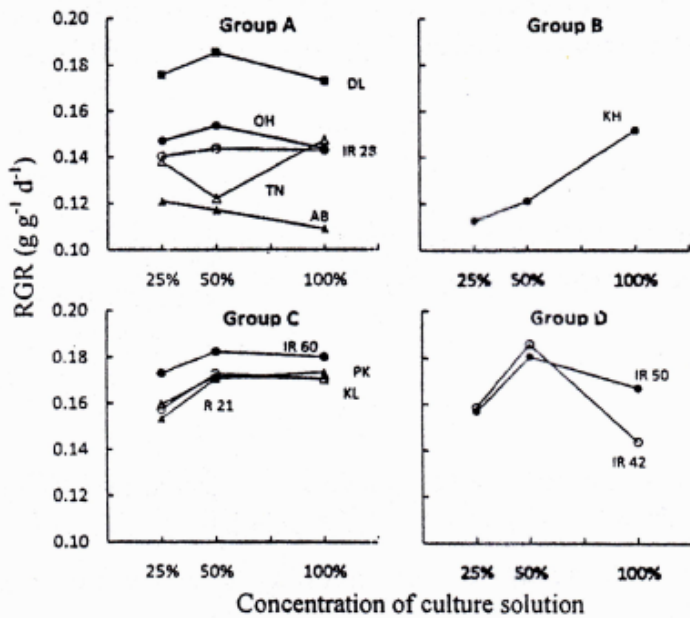 Group A
Group B
0.20
0.18
0.16
0.14
0.12
0.10
DL
OH
IR 28
TN
AB
KH
25%
50%
100%
25%
50%
100%
RGR (g g⁻¹ d⁻¹)
Group C
Group D
0.20
0.18
0.16
0.14
0.12
0.10
IR 60
PK
KL
R 21
IR 50
IR 42
25%
50%
100%
25%
50%
100%
Concentration of culture solution